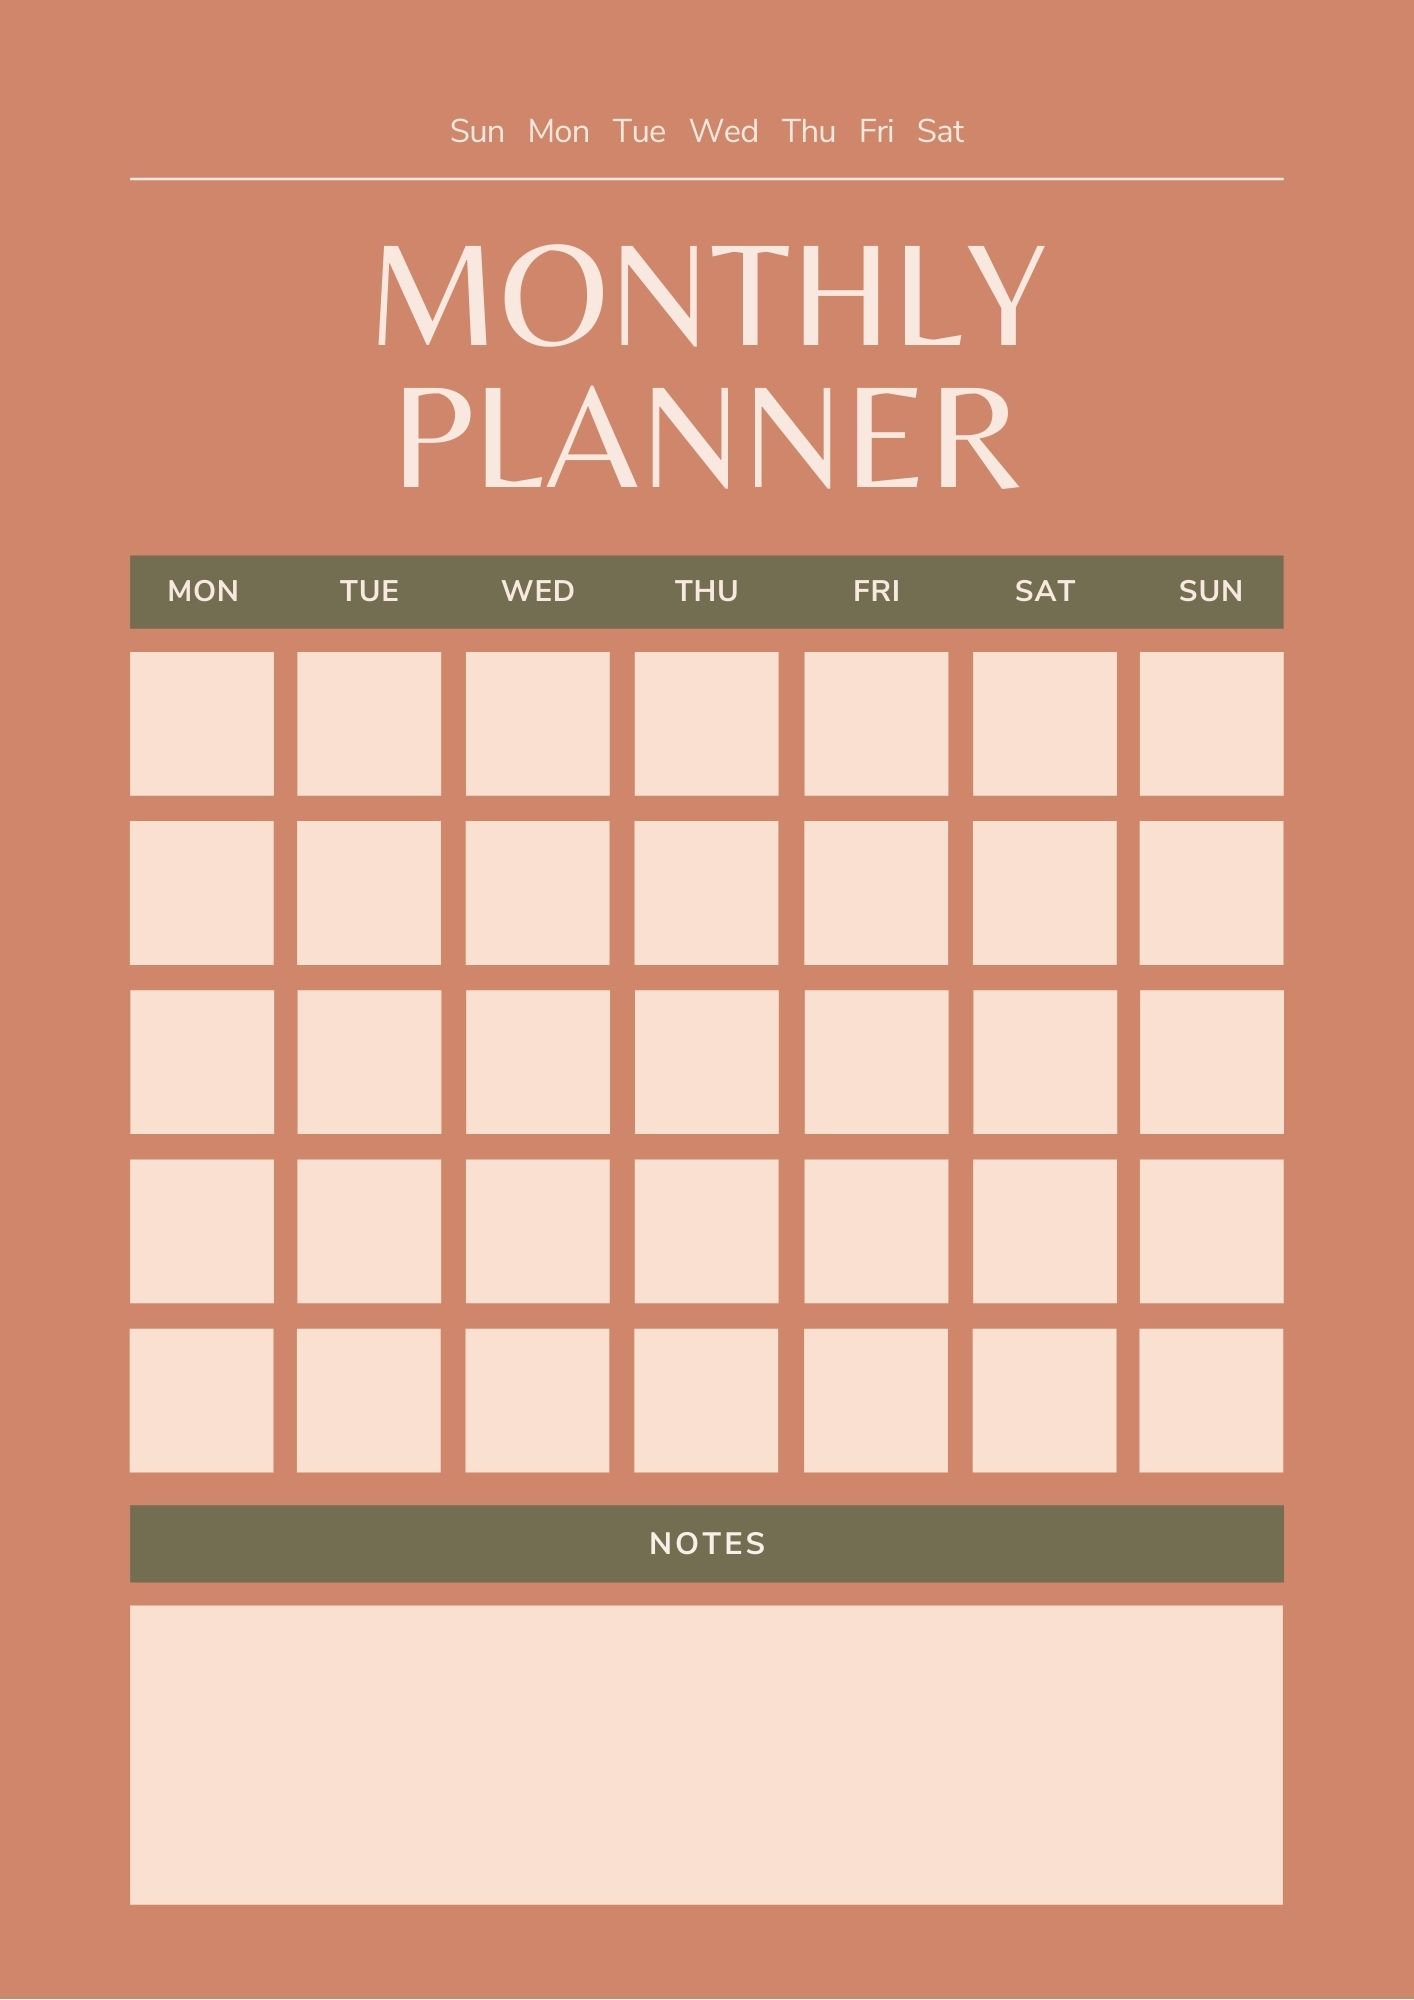 Sun Mon Tue Wed Thu Fri Sat
MONTHLY
PLANNER
MON TUE WED THU FRI SAT SUN
NOTES